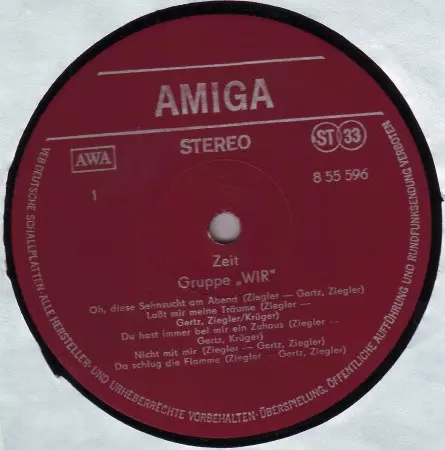 AMIGA
STEREO
ST 33
AWA
8 55 596
1
Zeit
Gruppe „WIR"
Oh, diese Sehnsucht am Abend (Ziegler — Gertz, Ziegler)
Laßt mir meine Träume (Ziegler —
Gertz, Ziegler/Krüger)
Du hast immer bei mir ein Zuhaus (Ziegler —
Gertz, Krüger)
Nicht mit mir (Ziegler — Gertz, Ziegler)
Da schlug die Flamme (Ziegler — Gertz, Ziegler)
VEB DEUTSCHE SCHALLPLATTEN·ALLE HERSTELLER-UND URHEBERRECHTE VORBEHALTEN·ÜBERSPIELUNG, ÖFFENTLICHE AUFFÜHRUNG UND RUNDFUNKSENDUNG VERBOTEN